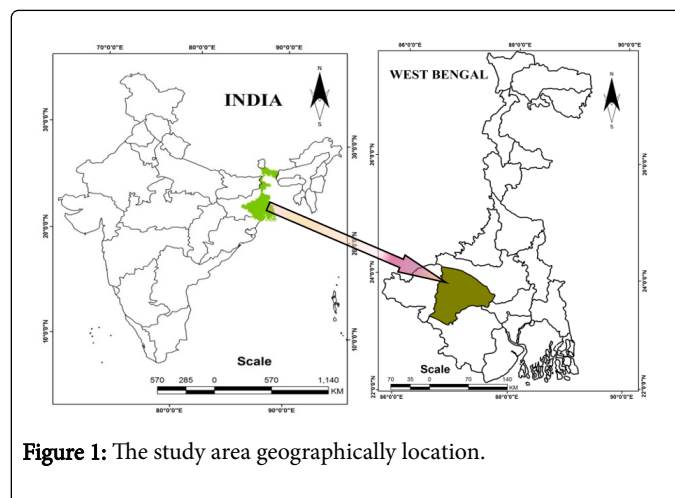 70°0'0"E 80°0'0"E 90°0'0"E
30°0'0"N
20°0'0"N
10°0'0"N
INDIA
N
S
30°0'0"N
20°0'0"N
10°0'0"N
Scale
570 285 0 570 1,140
KM
80°0'0"E 90°0'0"E
86°0'0"E 88°0'0"E 90°0'0"E
WEST BENGAL
N
S
26°0'0"N
24°0'0"N
22°0'0"N
26°0'0"N
24°0'0"N
22°0'0"N
Scale
70 35 0 70 140
KM
86°0'0"E 88°0'0"E 90°0'0"E
Figure 1: The study area geographically location.